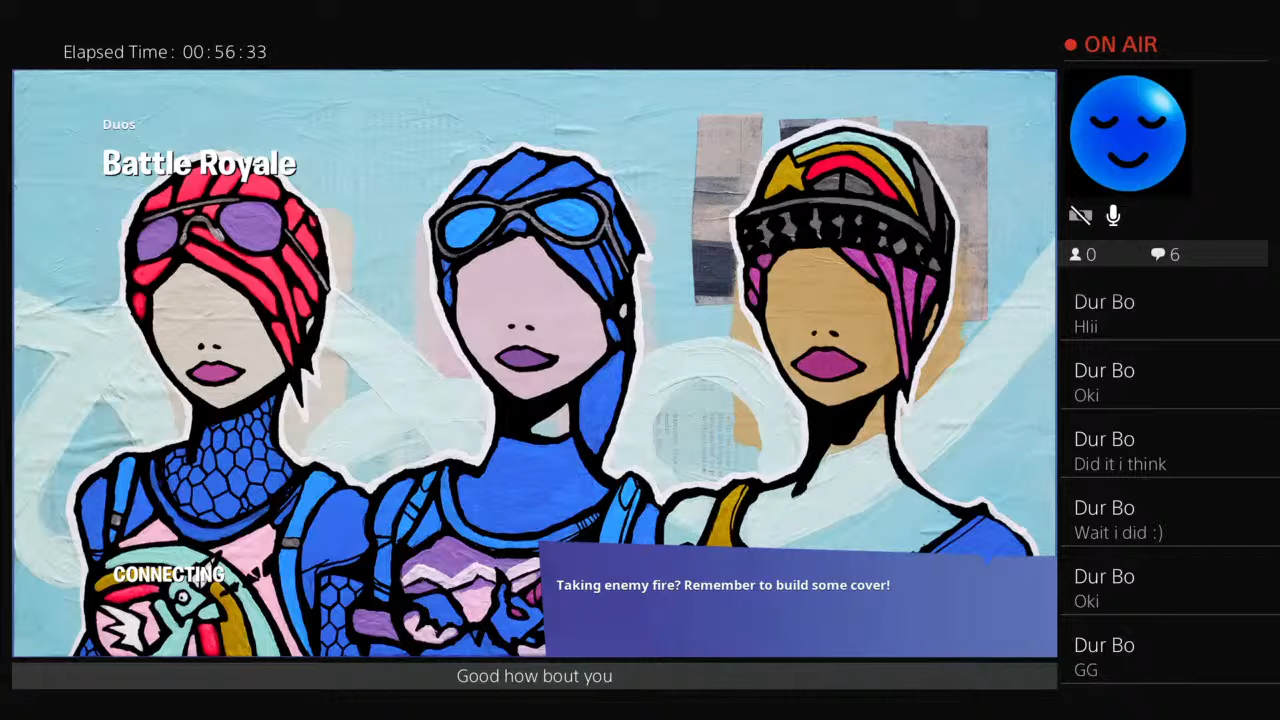 Elapsed Time: 00:56:33
ON AIR
Duos
Battle Royale
0 6
Dur Bo
HIii
Dur Bo
Oki
Dur Bo
Did it i think
Dur Bo
Wait i did :)
Dur Bo
Oki
Dur Bo
GG
CONNECTING
Taking enemy fire? Remember to build some cover!
Good how bout you